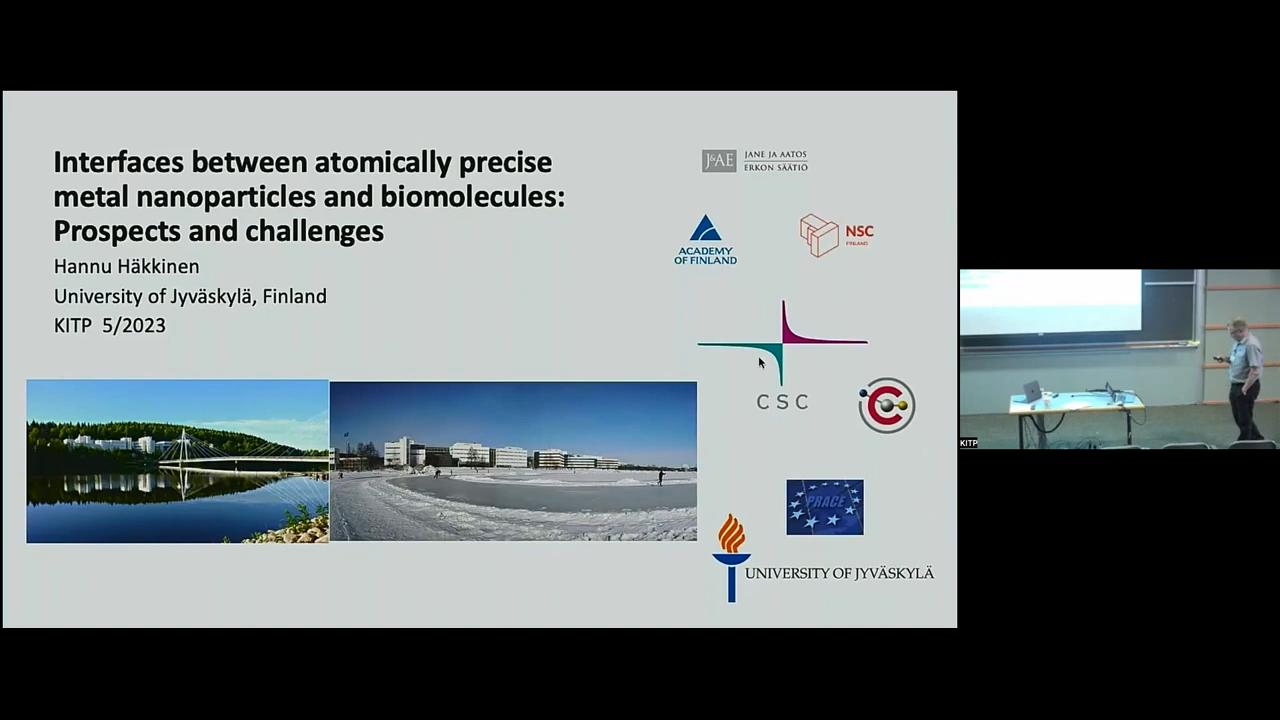 Interfaces between atomically precise
metal nanoparticles and biomolecules:
Prospects and challenges
Hannu Häkkinen
University of Jyväskylä, Finland
KITP 5/2023
J&AE
JANE JA AATOS
ERKON SÄÄTIÖ
ACADEMY
OF FINLAND
NSC
FINLAND
CSC
C
PRACE
UNIVERSITY OF JYVÄSKYLÄ
KITP